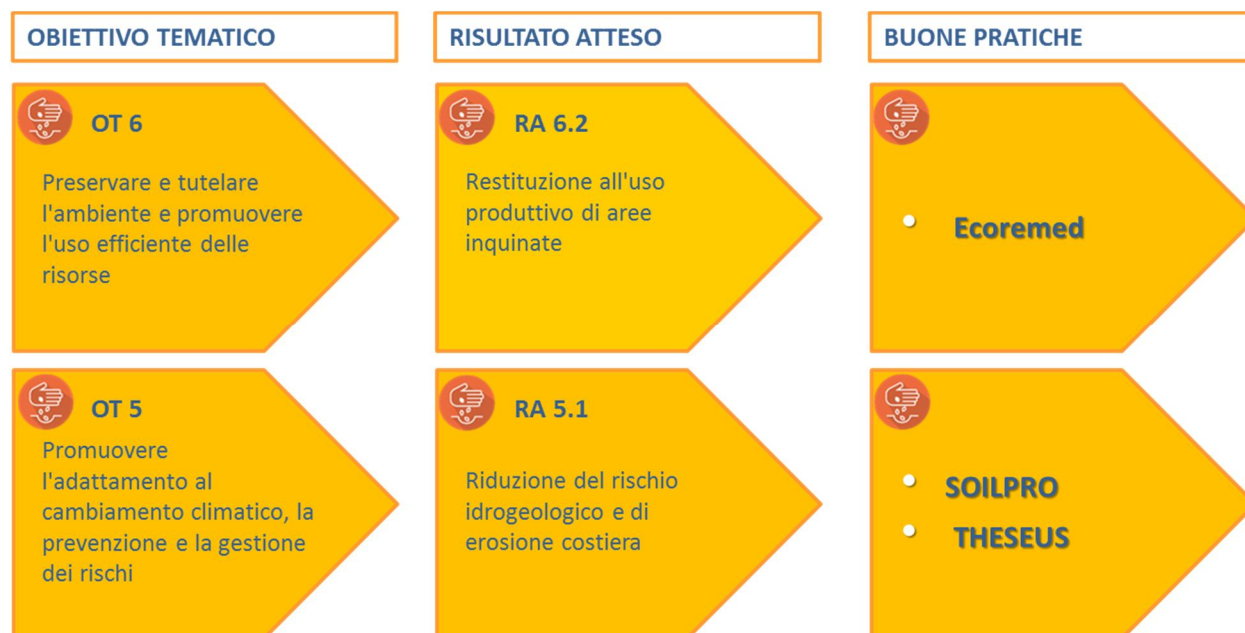 OBIETTIVO TEMATICO
RISULTATO ATTESO
BUONE PRATICHE
OT 6
Preservare e tutelare
l'ambiente e promuovere
l'uso efficiente delle
risorse
RA 6.2
Restituzione all'uso
produttivo di aree
inquinate
Ecoremed
OT 5
Promuovere
l'adattamento al
cambiamento climatico, la
prevenzione e la gestione
dei rischi
RA 5.1
Riduzione del rischio
idrogeologico e di
erosione costiera
SOILPRO
THESEUS